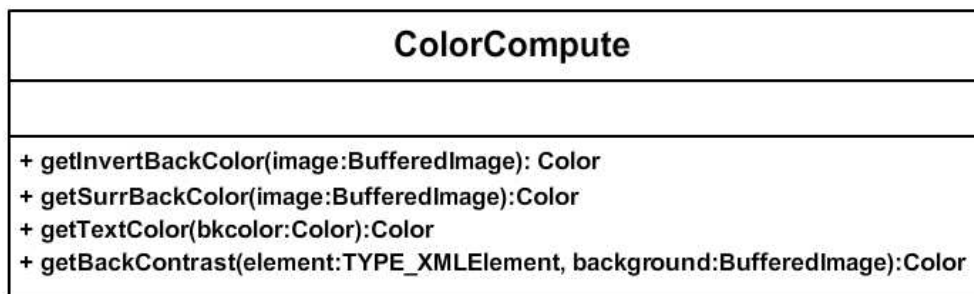 ColorCompute
+ getInvertBackColor(image:BufferedImage): Color
+ getSurrBackColor(image:BufferedImage):Color
+ getTextColor(bkcolor:Color):Color
+ getBackContrast(element:TYPE_XMLElement, background:BufferedImage):Color